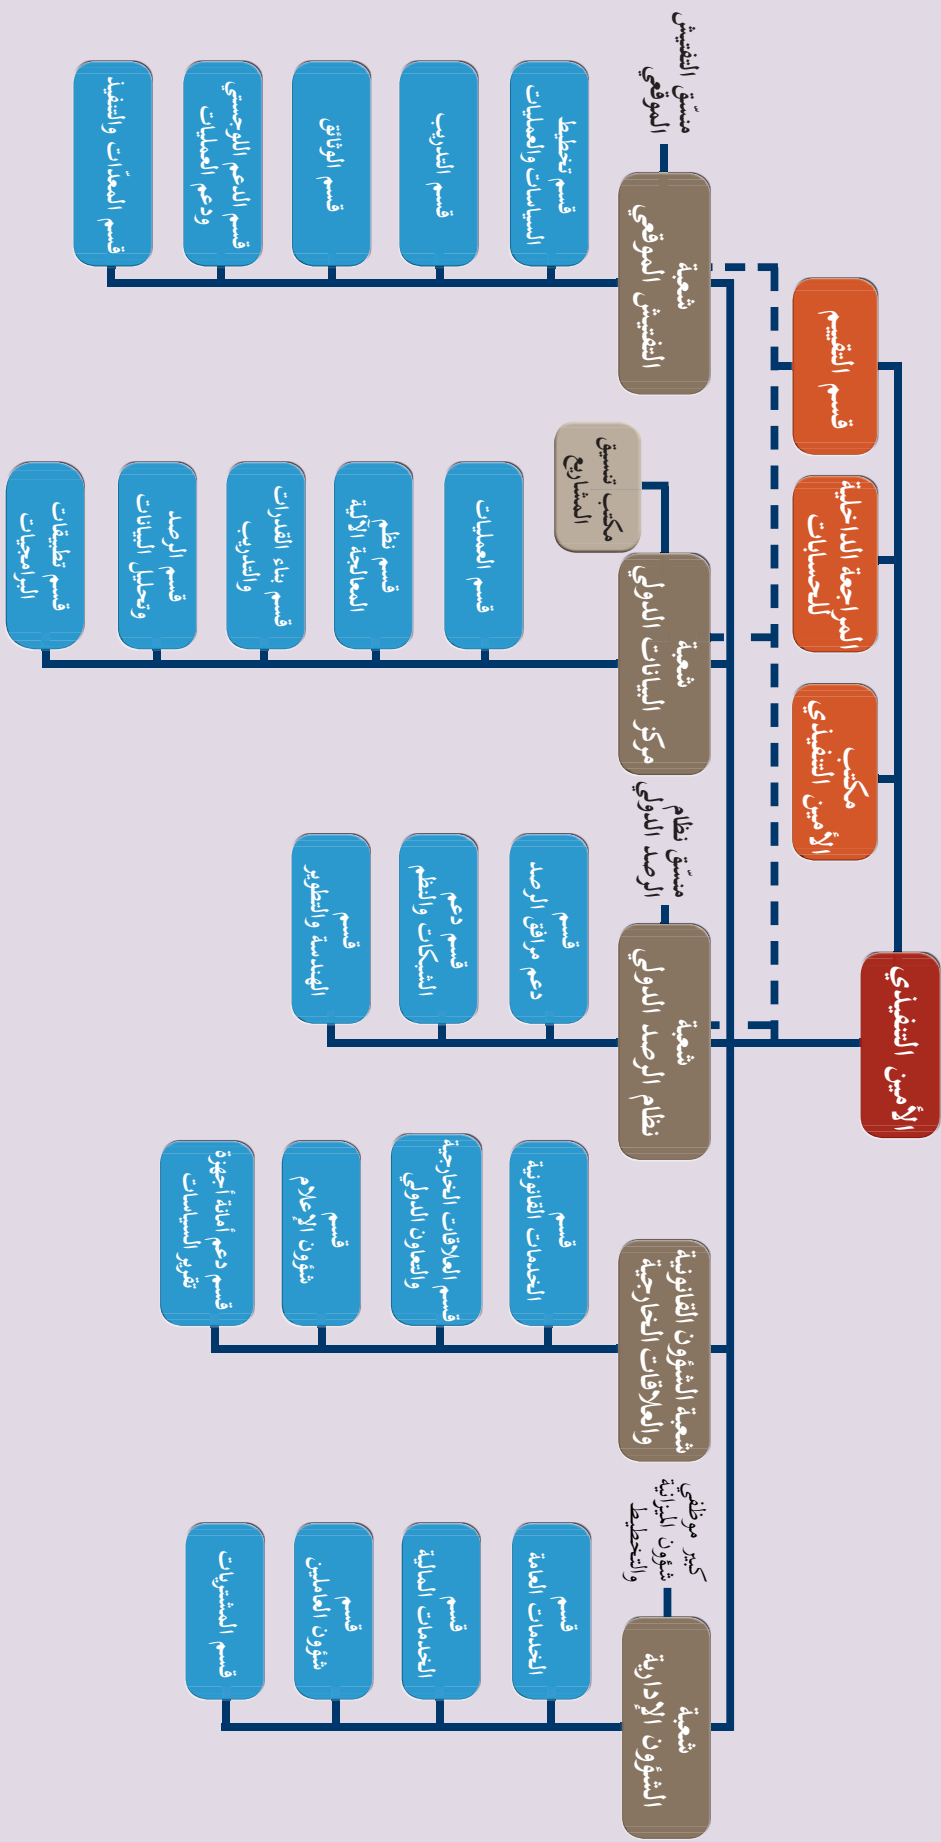 الأمين التنفيذي
مكتب
الأمين التنفيذي
المراجعة الداخلية
للحسابات
قسم التقييم
شعبة
الشؤون الإدارية
كبير موظفي
شؤون الميزانية
والتخطيط
قسم
الخدمات العامة
قسم
الخدمات المالية
قسم
شؤون العاملين
قسم المشتريات
شعبة الشؤون القانونية
والعلاقات الخارجية
قسم
الخدمات القانونية
قسم العلاقات الخارجية
والتعاون الدولي
قسم
شؤون الإعلام
قسم دعم أمانة أجهزة
تقرير السياسات
شعبة
نظام الرصد الدولي
منسّق نظام
الرصد الدولي
قسم
دعم مرافق الرصد
قسم دعم
الشبكات والنظم
قسم
الهندسة والتطوير
شعبة
مركز البيانات الدولي
مكتب تنسيق
المشاريع
قسم العمليات
قسم نظم
المعالجة الآلية
قسم بناء القدرات
والتدريب
قسم الرصد
وتحليل البيانات
قسم تطبيقات
البرامجيات
شعبة
التفتيش الموقعي
منسّق التفتيش
الموقعي
قسم تخطيط
السياسات والعمليات
قسم التدريب
قسم الوثائق
قسم الدعم اللوجستي
ودعم العمليات
قسم المعدّات والتنفيذ